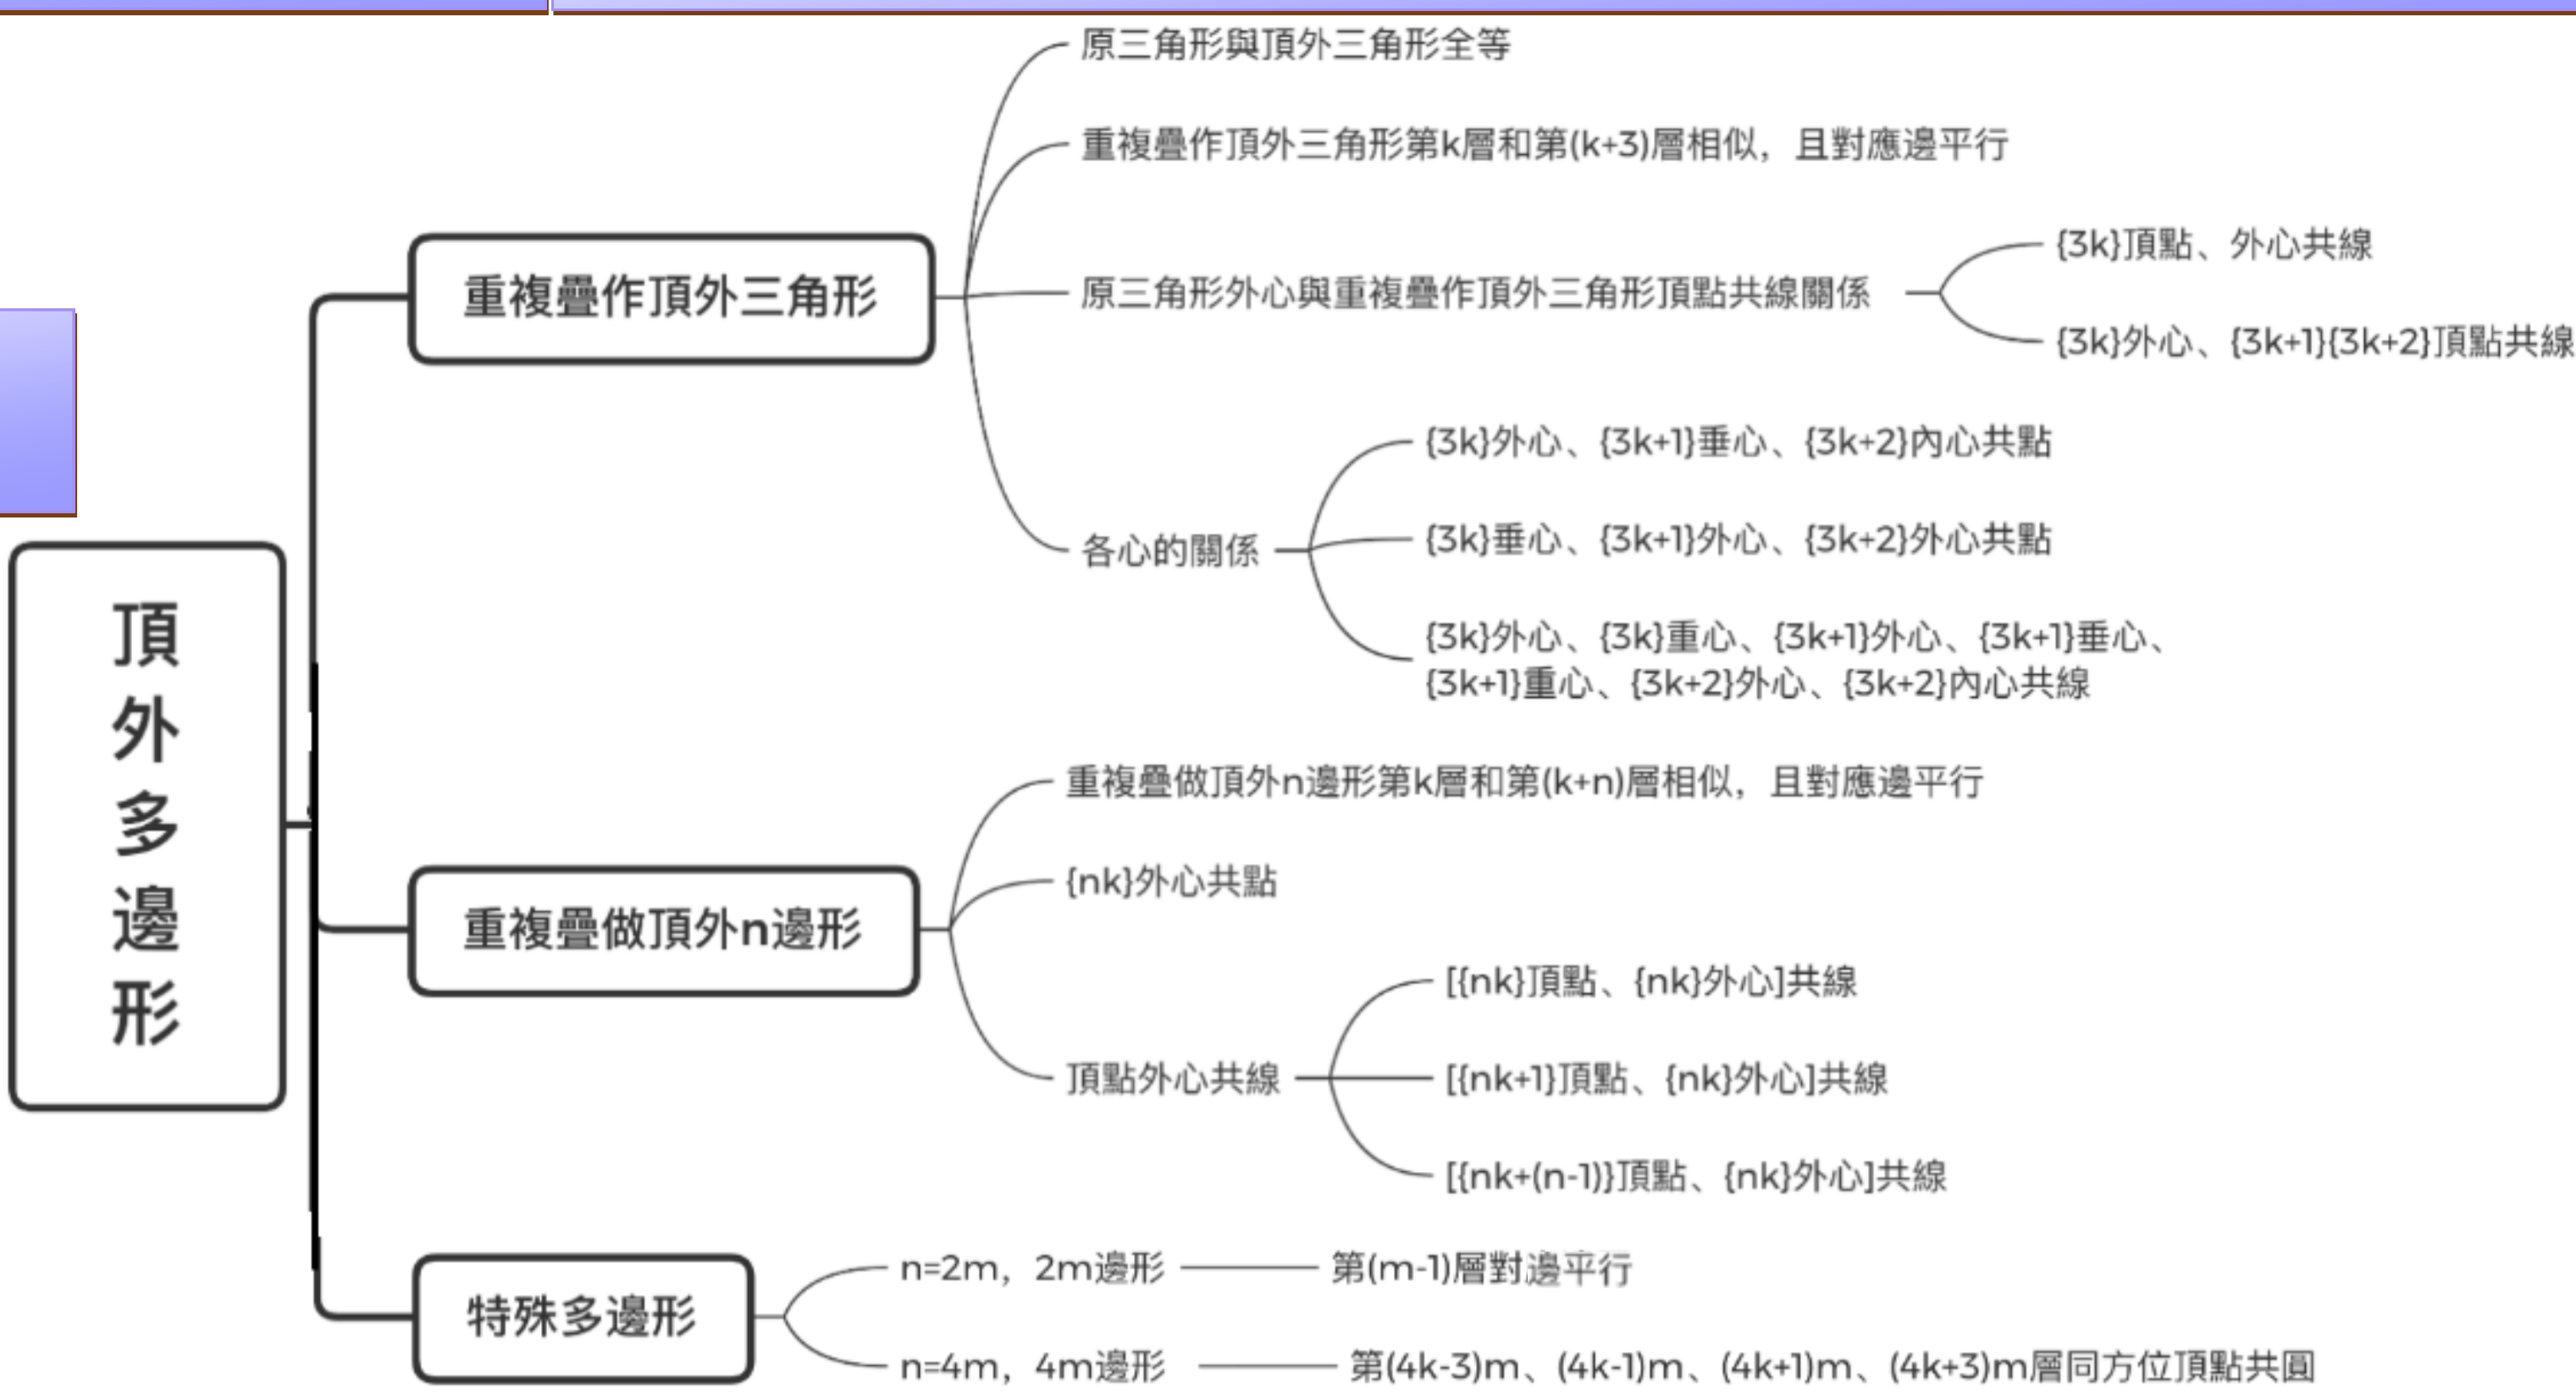 頂外多邊形
重複疊作頂外三角形
原三角形與頂外三角形全等
重複疊作頂外三角形第k層和第(k+3)層相似，且對應邊平行
原三角形外心與重複疊作頂外三角形頂點共線關係
{3k}頂點、外心共線
{3k}外心、{3k+1}{3k+2}頂點共線
各心的關係
{3k}外心、{3k+1}垂心、{3k+2}內心共點
{3k}垂心、{3k+1}外心、{3k+2}外心共點
{3k}外心、{3k}重心、{3k+1}外心、{3k+1}垂心、
{3k+1}重心、{3k+2}外心、{3k+2}內心共線
重複疊做頂外n邊形
重複疊做頂外n邊形第k層和第(k+n)層相似，且對應邊平行
{nk}外心共點
頂點外心共線
[{nk}頂點、{nk}外心]共線
[{nk+1}頂點、{nk}外心]共線
[{nk+(n-1)}頂點、{nk}外心]共線
特殊多邊形
n=2m，2m邊形
第(m-1)層對邊平行
n=4m，4m邊形
第(4k-3)m、(4k-1)m、(4k+1)m、(4k+3)m層同方位頂點共圓